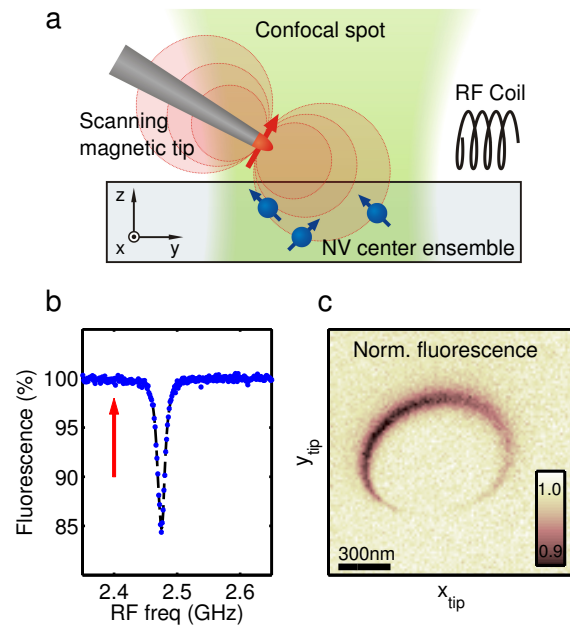 a
Confocal spot
RF Coil
Scanning
magnetic tip
z
x
y
NV center ensemble
b
Fluorescence (%)
100
95
90
85
2.4
2.5
2.6
RF freq (GHz)
c
Norm. fluorescence
y_tip
1.0
0.9
300nm
x_tip